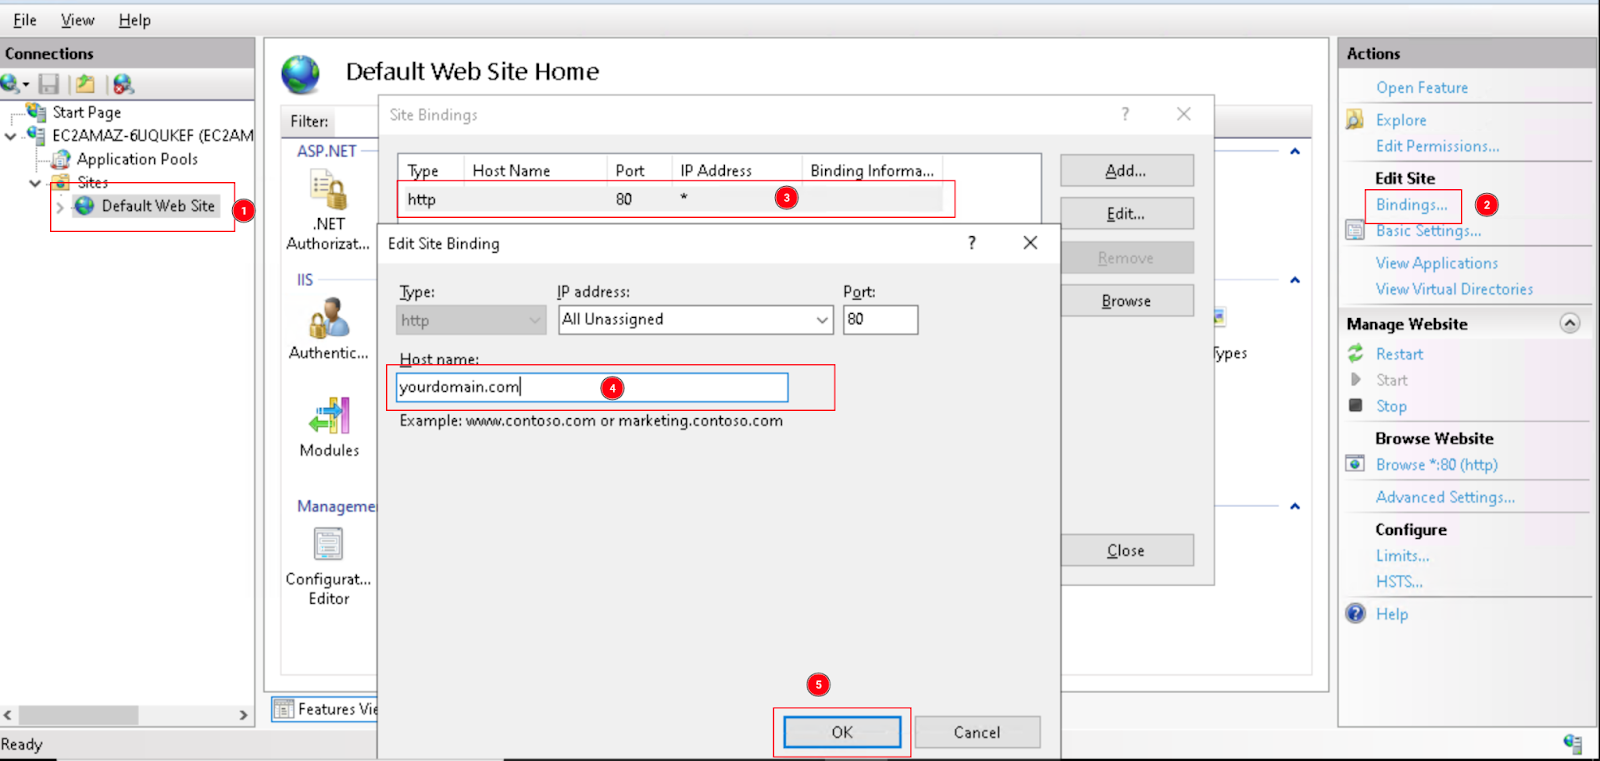 File View Help
Connections
Start Page
EC2AMAZ-6UQUKEF (EC2AM
Application Pools
Sites
Default Web Site
1
Ready
Default Web Site Home
Filter:
ASP.NET
.NET
Authorizat...
IIS
Authentic...
Modules
Manageme
Configurat...
Editor
Features Vie
Site Bindings
?
Type Host Name Port IP Address Binding Informa...
http 80 * 3
Add...
Edit...
Remove
Browse
Close
ypes
Edit Site Binding
?
Type: IP address: Port:
http All Unassigned 80
Host name:
yourdomain.com 4
Example: www.contoso.com or marketing.contoso.com
5
OK Cancel
Actions
Open Feature
Explore
Edit Permissions...
Edit Site
Bindings... 2
Basic Settings...
View Applications
View Virtual Directories
Manage Website
Restart
Start
Stop
Browse Website
Browse *:80 (http)
Advanced Settings...
Configure
Limits...
HSTS...
Help